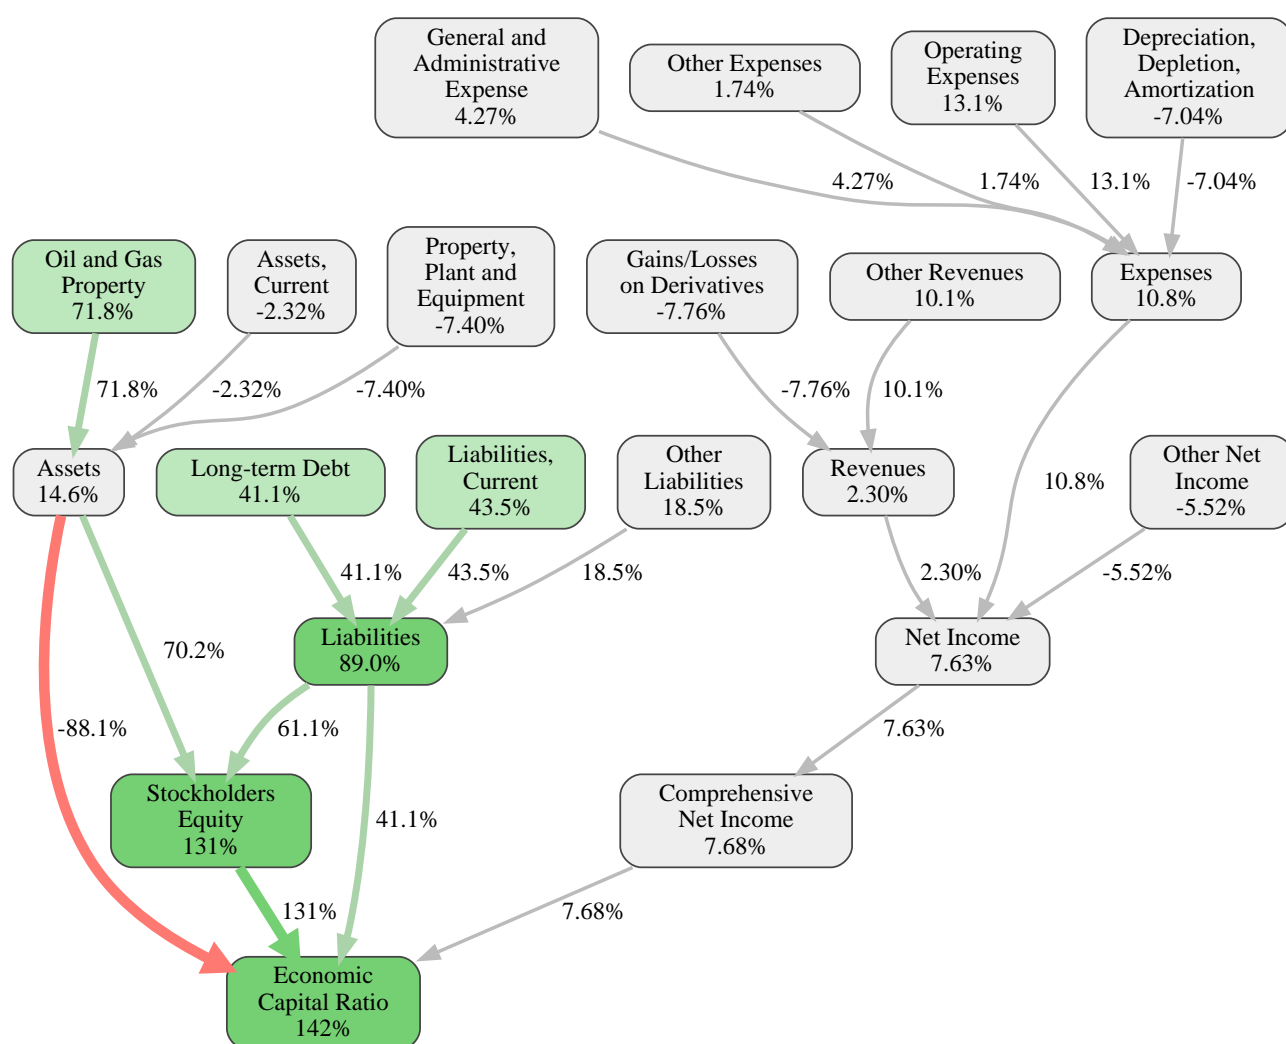 General and
Administrative
Expense
4.27%
Other Expenses
1.74%
Operating
Expenses
13.1%
Depreciation,
Depletion,
Amortization
-7.04%
4.27%
1.74%
13.1%
-7.04%
Oil and Gas
Property
71.8%
Assets,
Current
-2.32%
Property,
Plant and
Equipment
-7.40%
Gains/Losses
on Derivatives
-7.76%
Other Revenues
10.1%
Expenses
10.8%
71.8%
-2.32%
-7.40%
-7.76%
10.1%
Assets
14.6%
Long-term Debt
41.1%
Liabilities,
Current
43.5%
Other
Liabilities
18.5%
Revenues
2.30%
10.8%
Other Net
Income
-5.52%
41.1%
43.5%
18.5%
2.30%
-5.52%
70.2%
Liabilities
89.0%
Net Income
7.63%
-88.1%
61.1%
7.63%
Stockholders
Equity
131%
41.1%
Comprehensive
Net Income
7.68%
131%
7.68%
Economic
Capital Ratio
142%